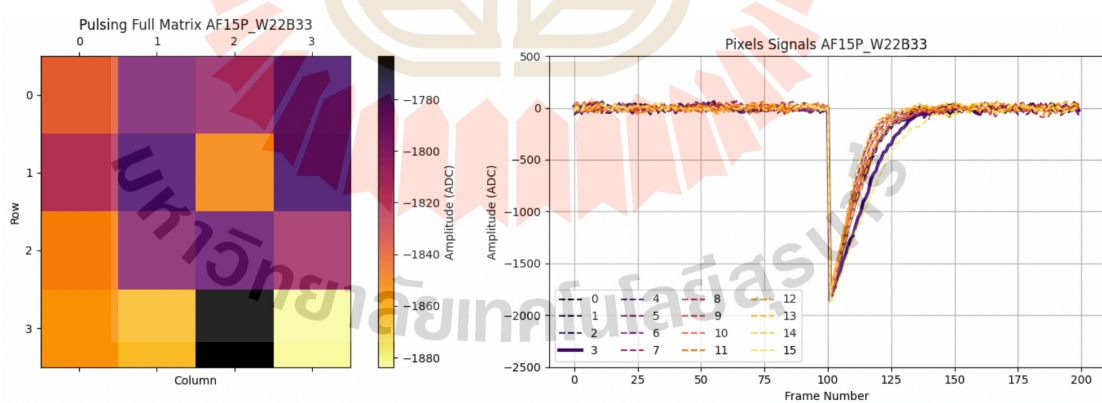 Pulsing Full Matrix AF15P_W22B33
0 1 2 3
0
1
2
3
Row
Column
−1780
−1800
−1820
−1840
−1860
−1880
Amplitude (ADC)
Pixels Signals AF15P_W22B33
500
0
−500
−1000
−1500
−2000
−2500
Amplitude (ADC)
0 4 8 12
1 5 9 13
2 6 10 14
3 7 11 15
0 25 50 75 100 125 150 175 200
Frame Number
มหาวิทยาลัยเทคโนโลยีสุรนารี